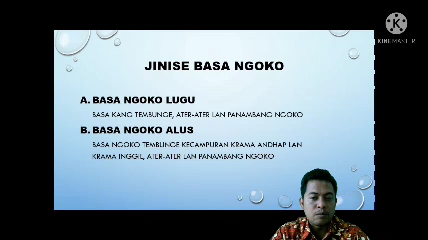 KINEMASTER
JINISE BASA NGOKO
A. BASA NGOKO LUGU
BASA KANG TEMBUNGE, ATER-ATER LAN PANAMBANG NGOKO
B. BASA NGOKO ALUS
BASA NGOKO TEMBUNGE KECAMPURAN KRAMA ANDHAP LAN
KRAMA INGGIL, ATER-ATER LAN PANAMBANG NGOKO